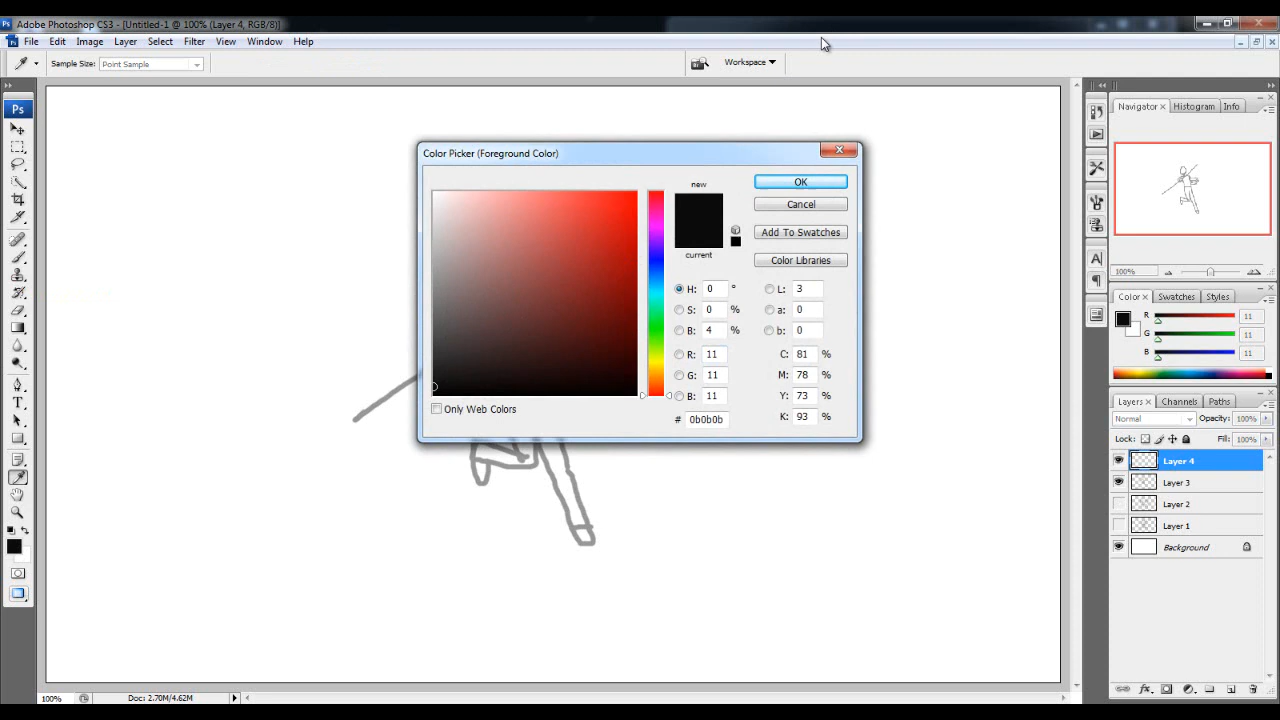 Ps Adobe Photoshop CS3 - [Untitled-1 @ 100% (Layer 4, RGB/8)]
File Edit Image Layer Select Filter View Window Help
Sample Size: Point Sample Workspace
Ps
Navigator Histogram Info
100%
Color Swatches Styles
R 11
G 11
B 11
Layers Channels Paths
Normal Opacity: 100%
Lock: Fill: 100%
Layer 4
Layer 3
Layer 2
Layer 1
Background
Color Picker (Foreground Color)
new
current
OK
Cancel
Add To Swatches
Color Libraries
H: 0 ° L: 3
S: 0 % a: 0
B: 4 % b: 0
R: 11 C: 81 %
G: 11 M: 78 %
B: 11 Y: 73 %
# 0b0b0b K: 93 %
Only Web Colors
T
A
100% Doc: 2.70M/4.62M
fx